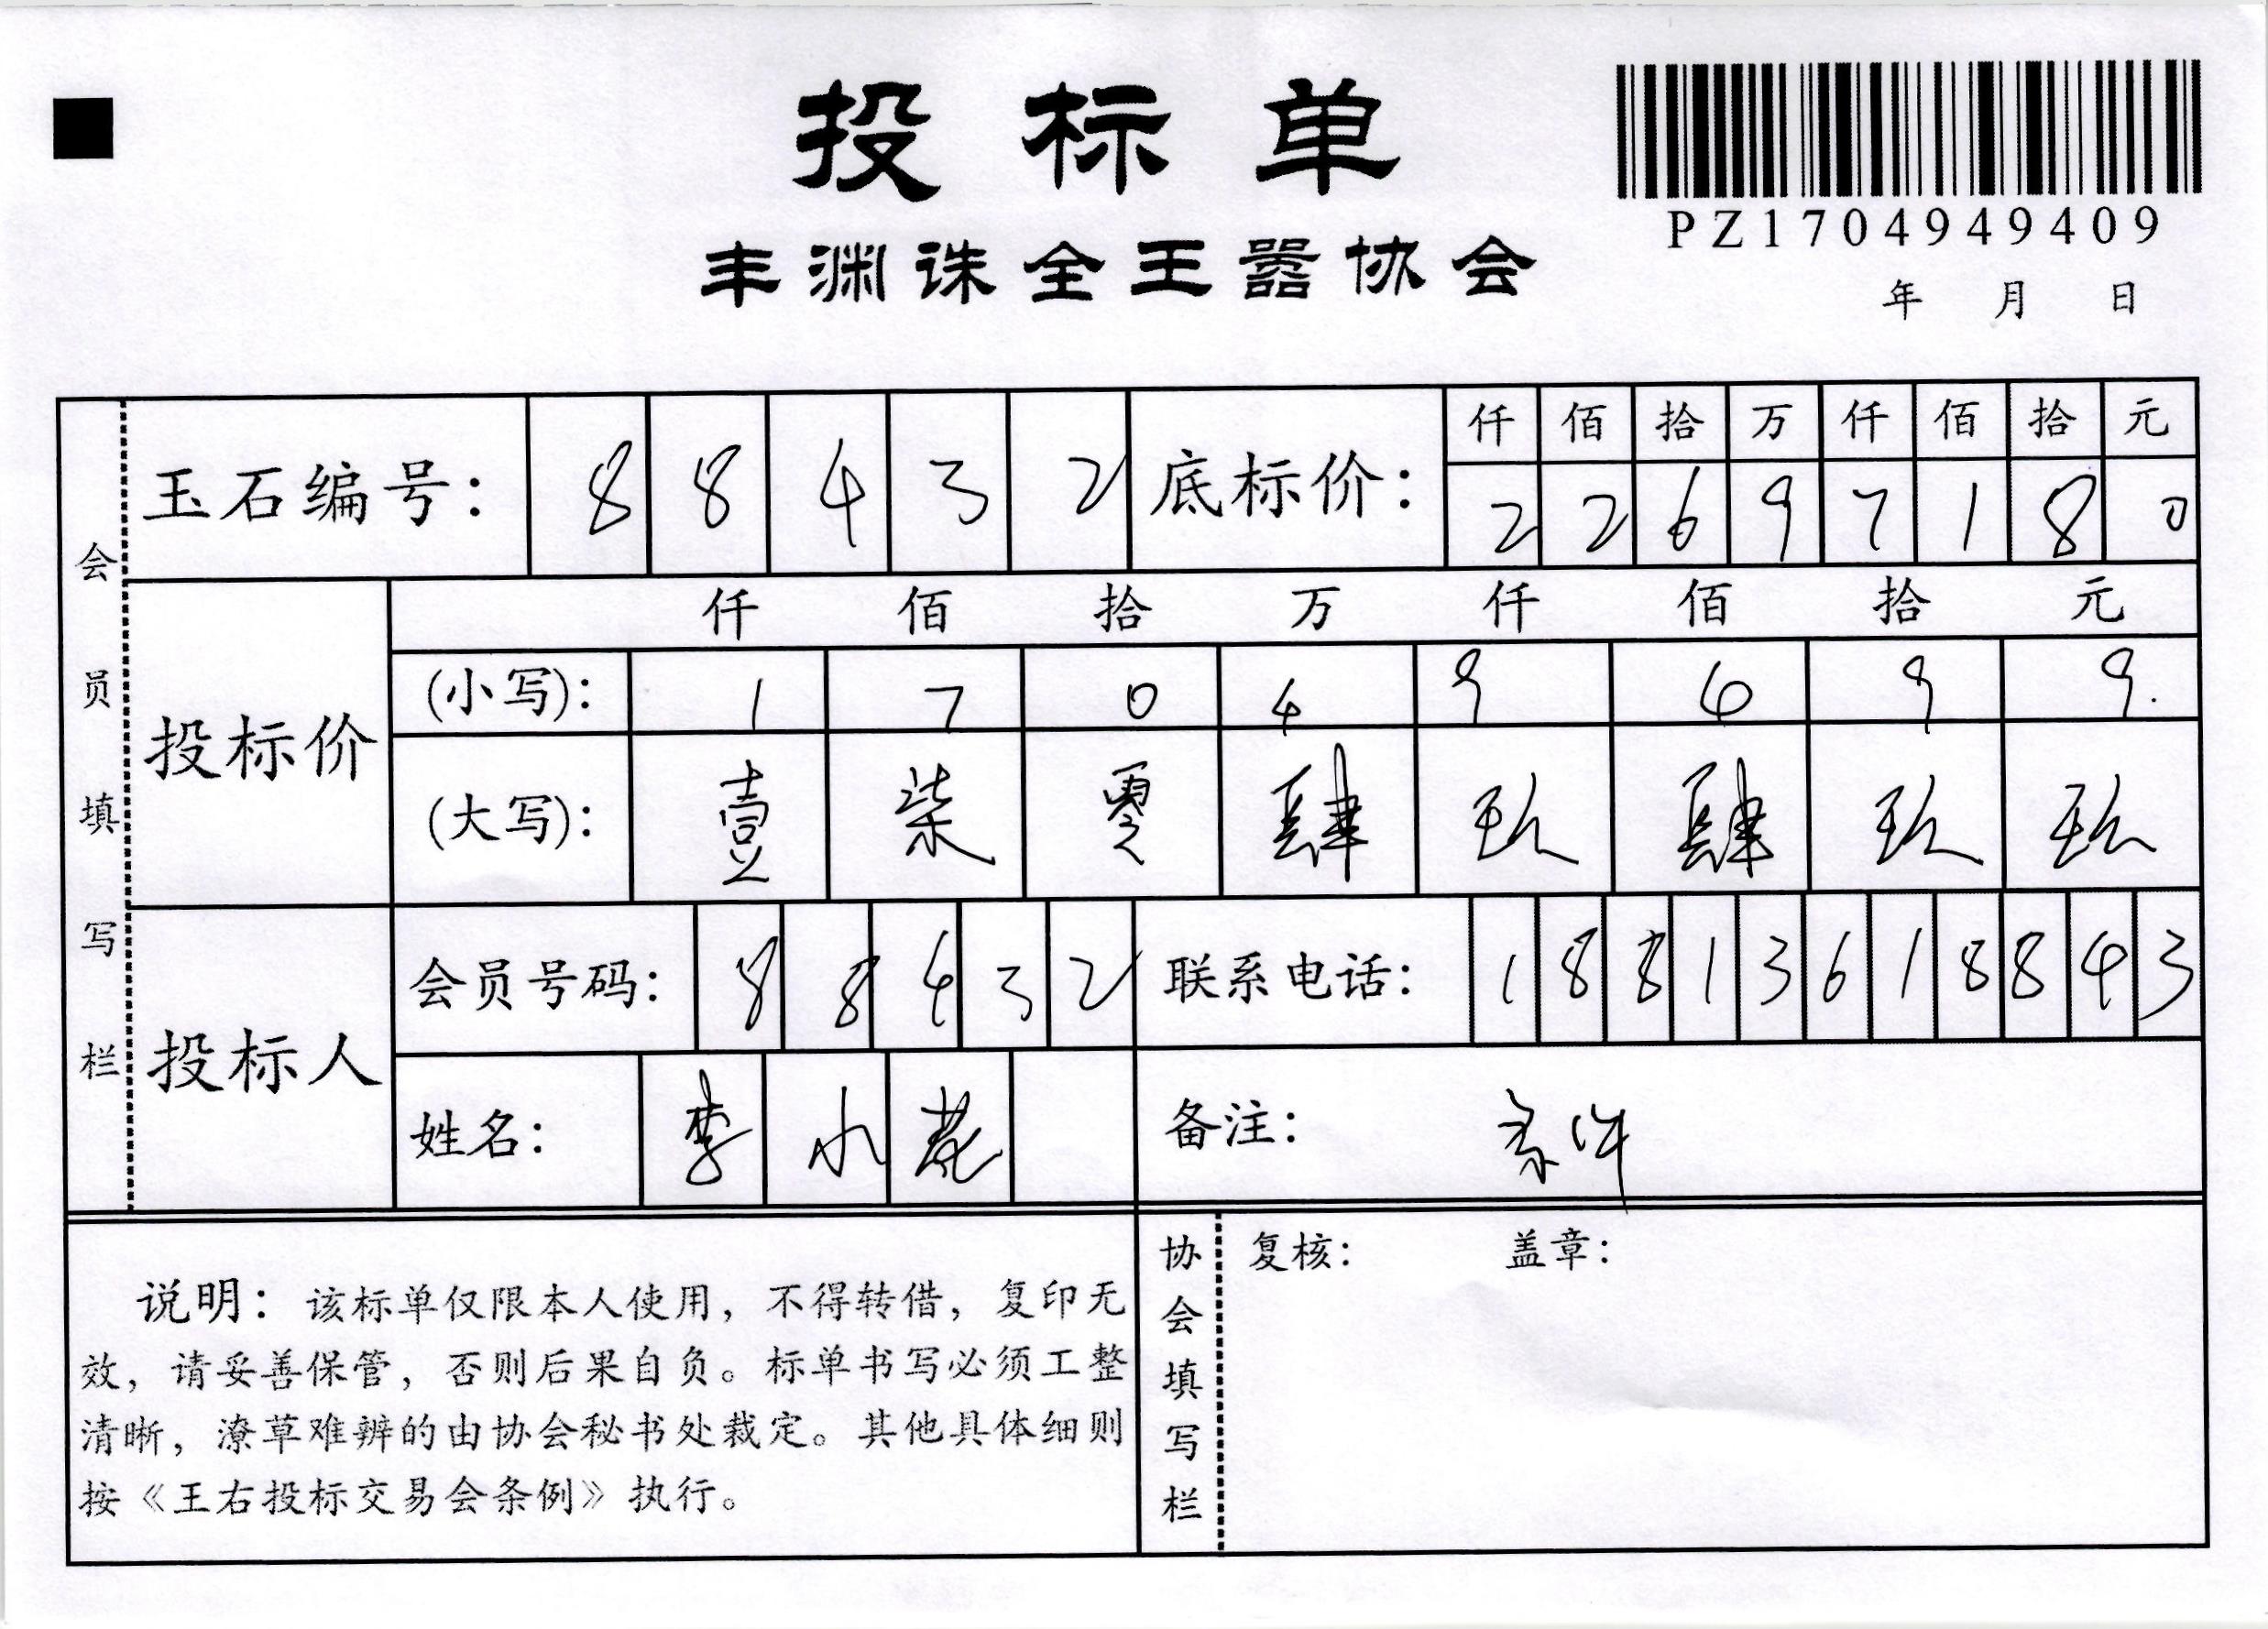 投标单
PZ1704949409
丰渊诛全王嚣协会
年 月 日
会员填写栏
玉石编号: 8 8 4 3 2
底标价: 仟 佰 拾 万 仟 佰 拾 元
2 2 6 9 7 1 8 0
投标价
仟 佰 拾 万 仟 佰 拾 元
(小写): 1 7 0 4 9 4 9 9.
(大写): 壹 柒 零 肆 玖 肆 玖 玖
投标人
会员号码: 8 8 4 3 2
联系电话: 1 8 8 1 3 6 1 8 8 4 3
姓名: 李 小 花
备注:
说明: 该标单仅限本人使用，不得转借，复印无
效，请妥善保管，否则后果自负。标单书写必须工整
清晰，潦草难辨的由协会秘书处裁定。其他具体细则
按《王右投标交易会条例》执行。
协会填写栏
复核: 盖章: